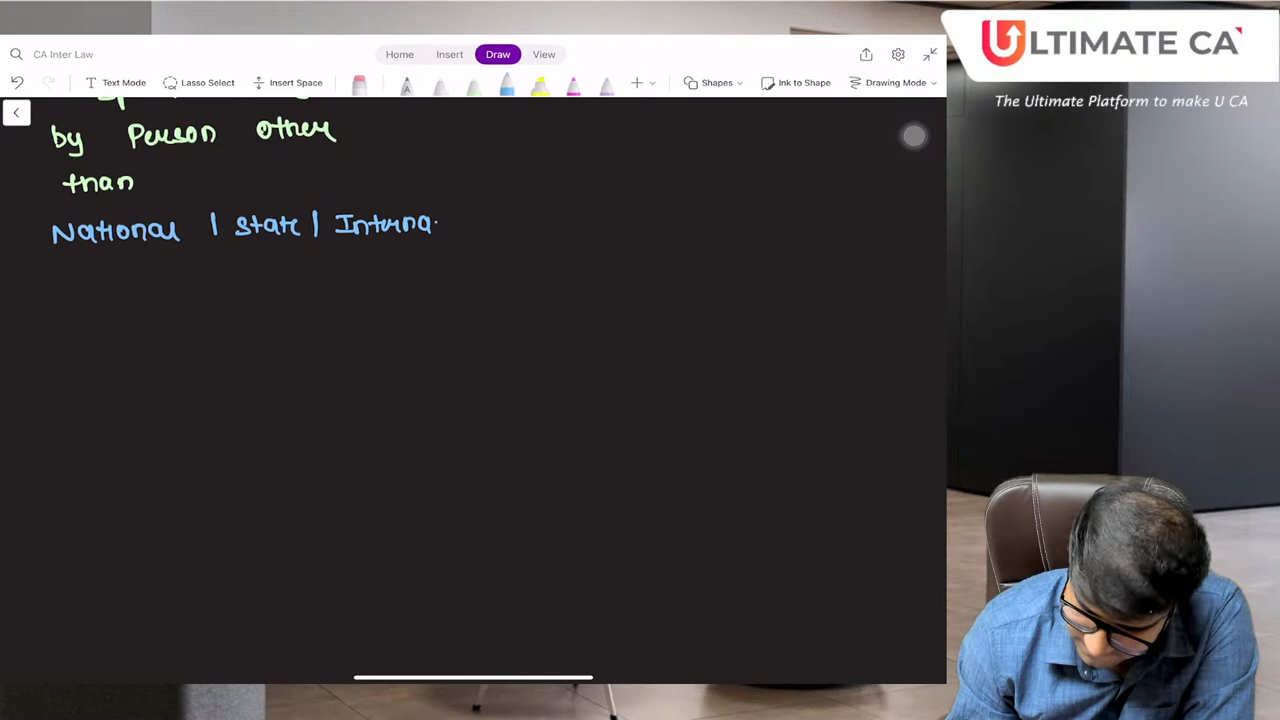 ULTIMATE CA
The Ultimate Platform to make U CA
CA Inter Law
Home Insert Draw View
Text Mode Lasso Select Insert Space Shapes Ink to Shape Drawing Mode
by Person other
than
National | State | Interna